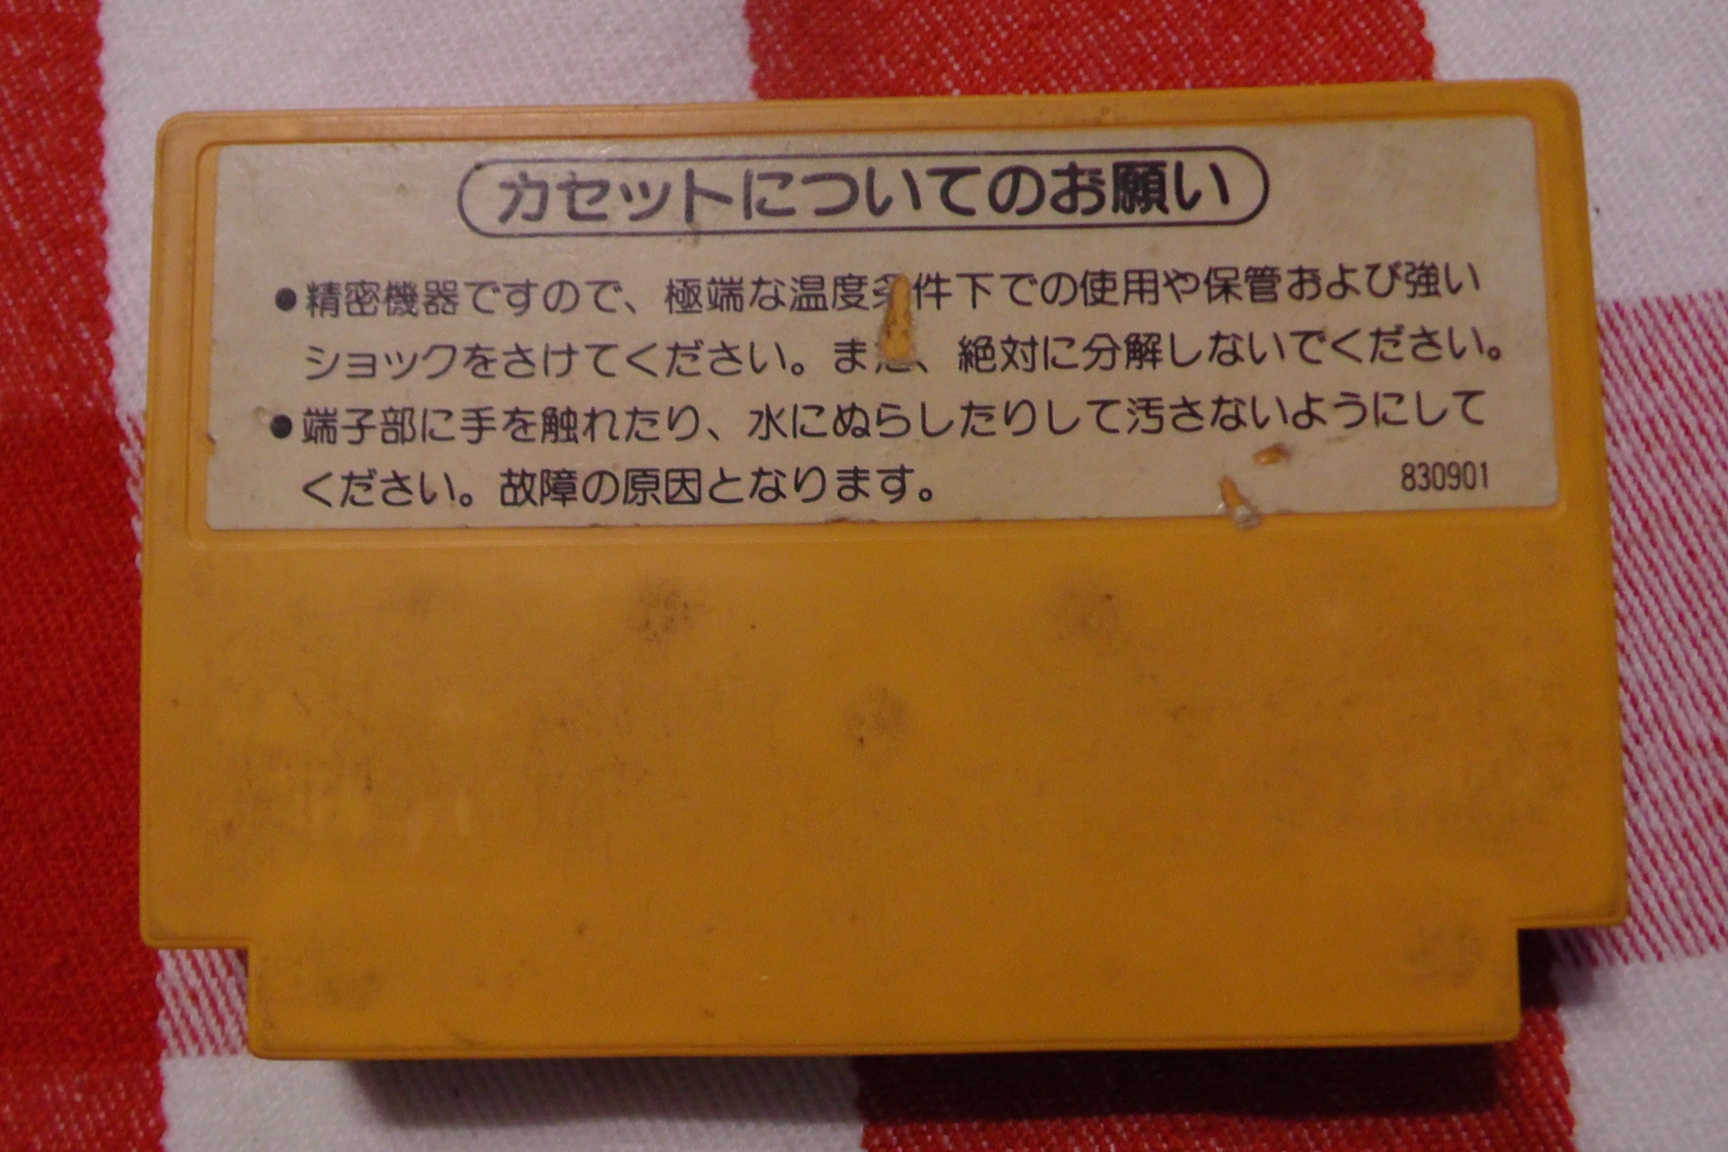 カセットについてのお願い
●精密機器ですので、極端な温度条件下での使用や保管および強い
ショックをさけてください。また、絶対に分解しないでください。
●端子部に手を触れたり、水にぬらしたりして汚さないようにして
ください。故障の原因となります。
830901